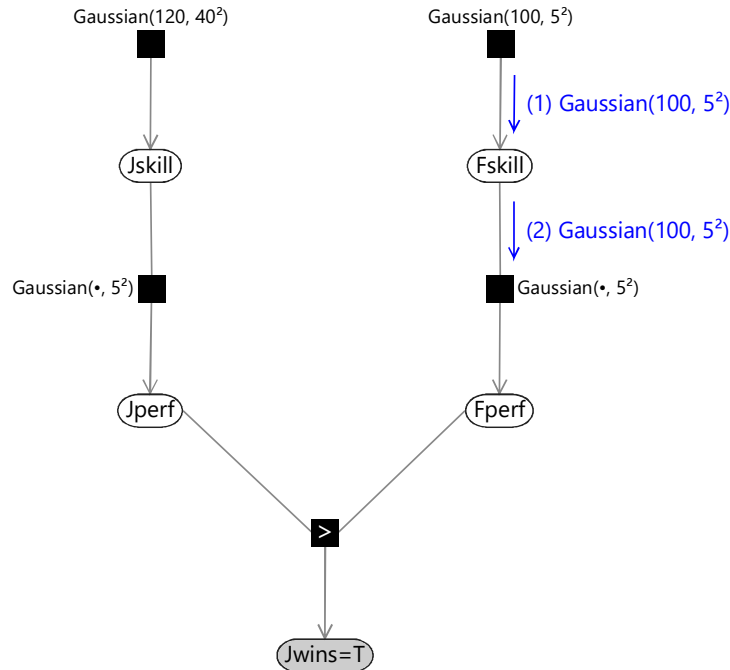 Gaussian(120, 40²)
Gaussian(100, 5²)
(1) Gaussian(100, 5²)
Jskill
Fskill
(2) Gaussian(100, 5²)
Gaussian(•, 5²)
Gaussian(•, 5²)
Jperf
Fperf
>
Jwins=T